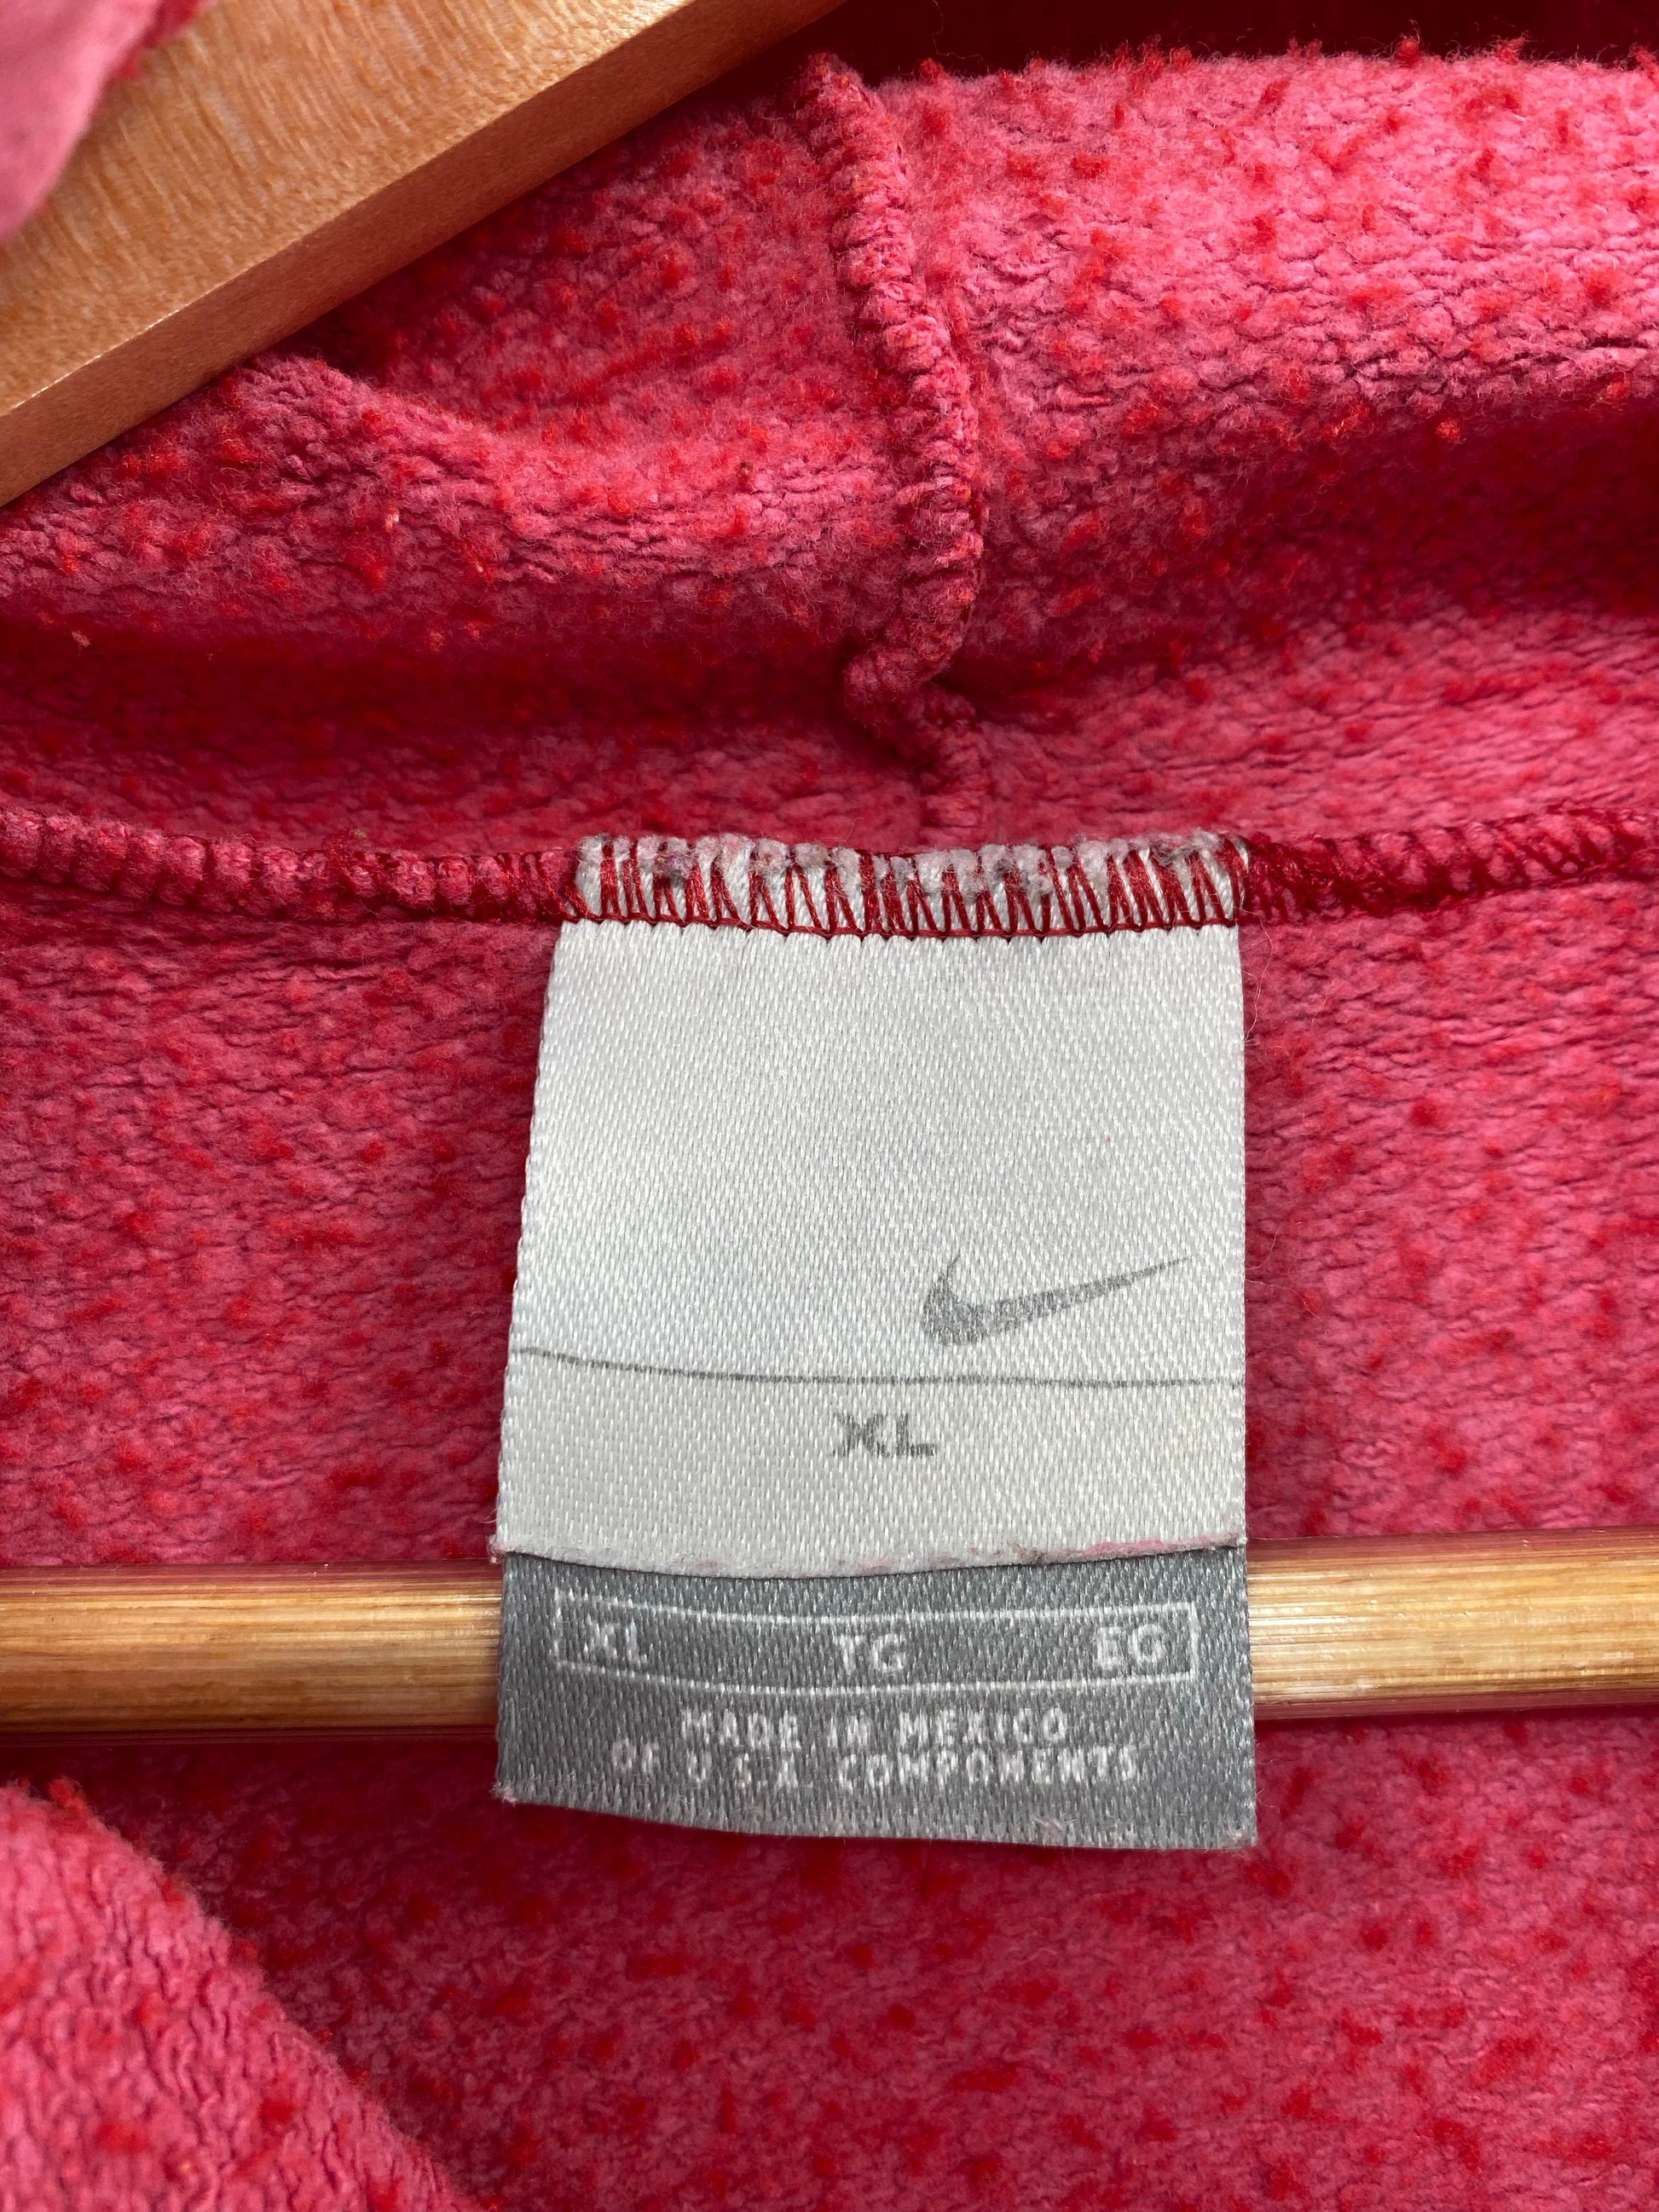 XL
XL TG EG
MADE IN MEXICO
OF U.S.A. COMPONENTS